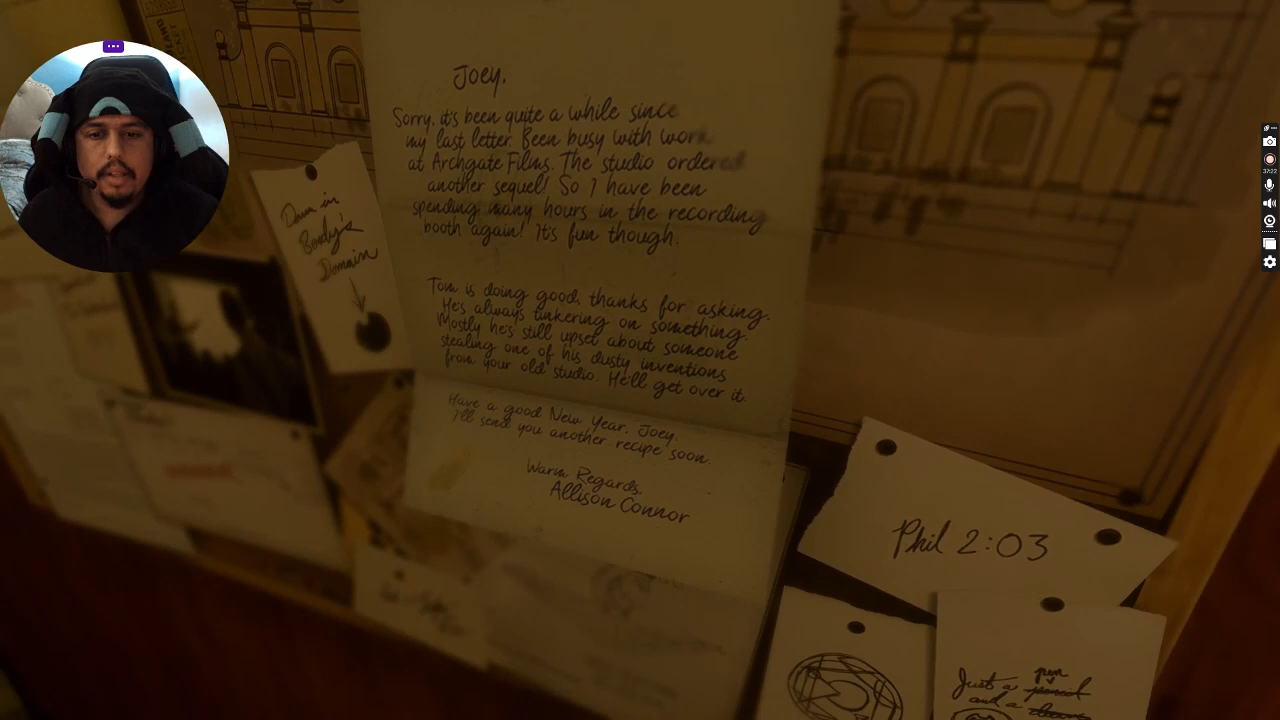 Joey,
Sorry, it's been quite a while since
my last letter. Been busy with work
at Archgate Films. The studio ordered
another sequel! So I have been
spending many hours in the recording
booth again! It's fun though.
Tom is doing good, thanks for asking.
He's always tinkering on something.
Mostly he's still upset about someone
stealing one of his dusty inventions
from your old studio. He'll get over it.
Have a good New Year, Joey.
I'll send you another recipe soon.
Warm Regards,
Allison Connor
Down in
Bendy's
Domain
Phil 2:03
pen
Just a pencil
and a
37:22